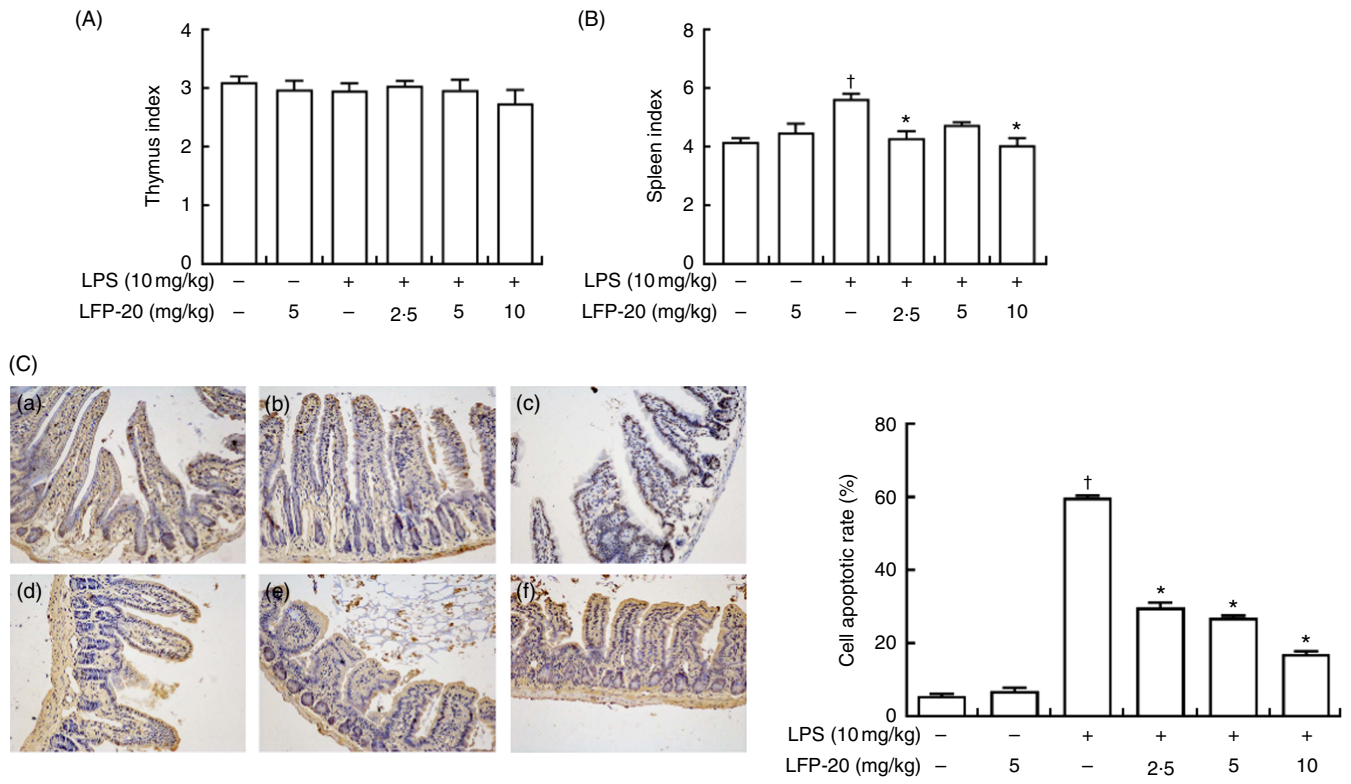 (A)
Thymus index
4
3
2
1
0
LPS (10 mg/kg) – – + + + +
LFP-20 (mg/kg) – 5 – 2·5 5 10
(B)
Spleen index
8
6
4
2
0
† * *
LPS (10 mg/kg) – – + + + +
LFP-20 (mg/kg) – 5 – 2·5 5 10
(C)
(a) (b) (c)
(d) (e) (f)
Cell apoptotic rate (%)
80
60
40
20
0
† * * *
LPS (10 mg/kg) – – + + + +
LFP-20 (mg/kg) – 5 – 2·5 5 10